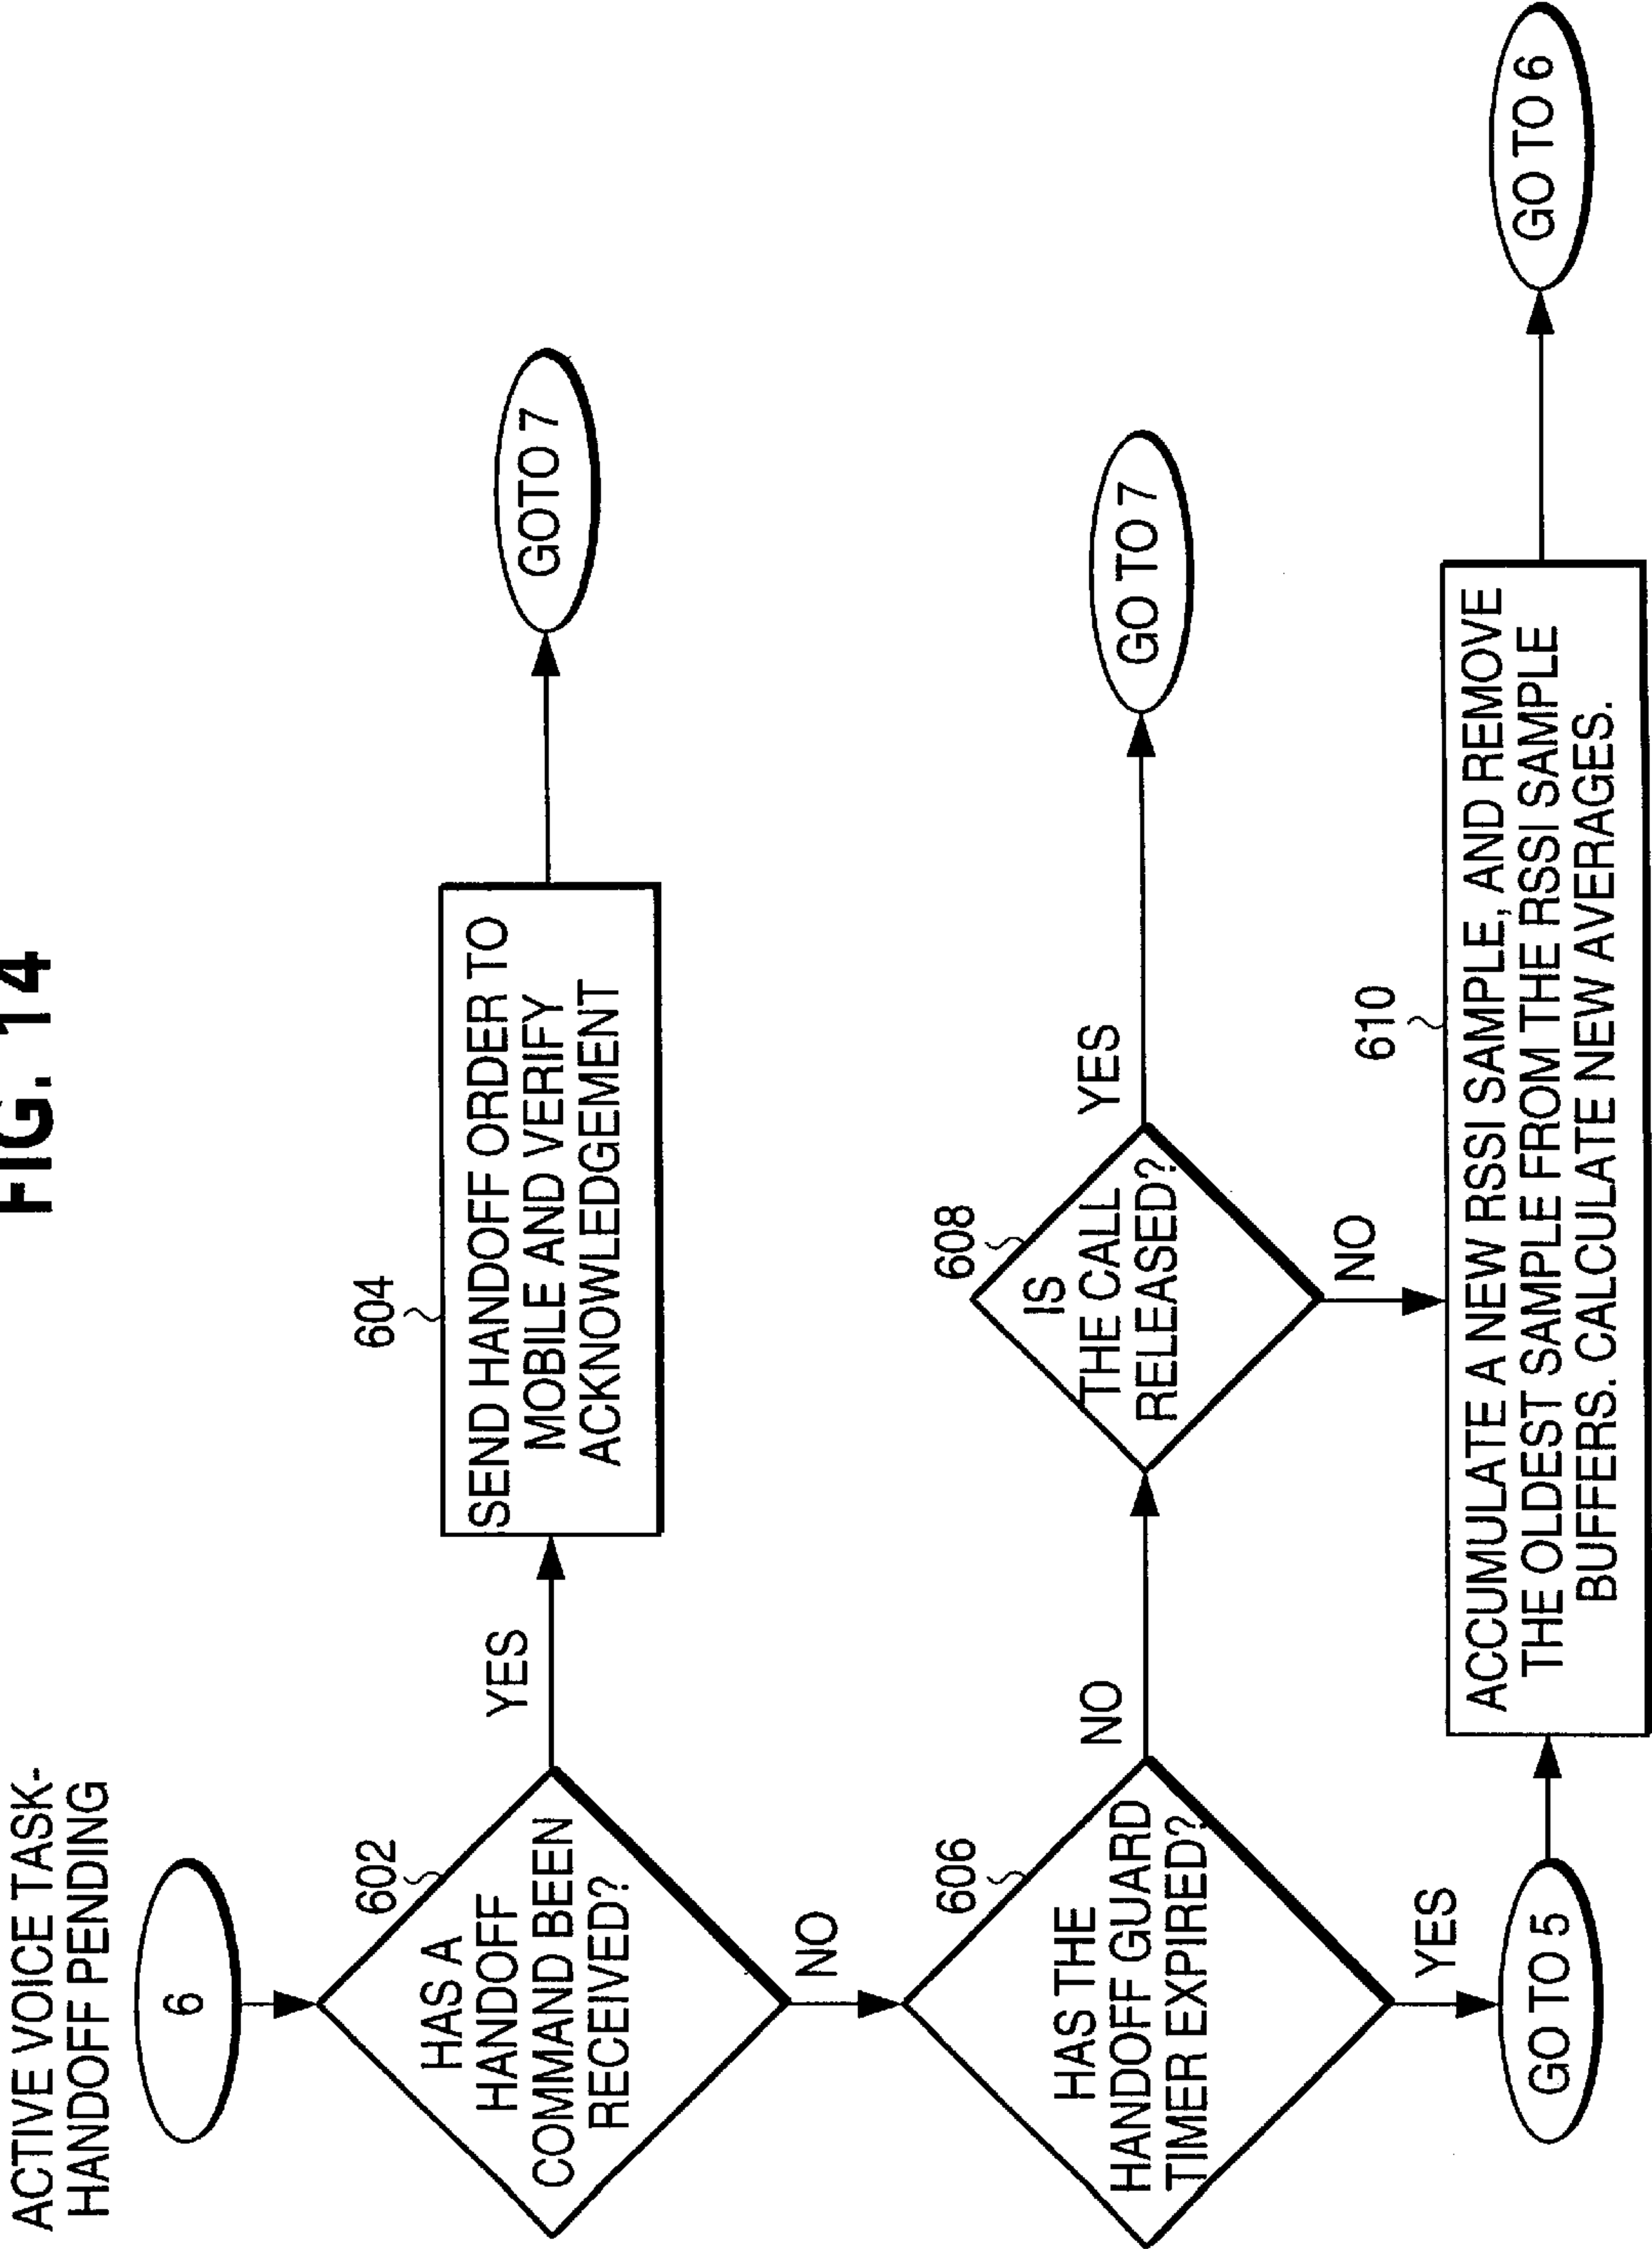 FIG. 14
ACTIVE VOICE TASK-
HANDOFF PENDING
6
602
HAS A
HANDOFF
COMMAND BEEN
RECEIVED?
YES
604
SEND HANDOFF ORDER TO
MOBILE AND VERIFY
ACKNOWLEDGEMENT
GOTO 7
NO
606
HAS THE
HANDOFF GUARD
TIMER EXPIRED?
NO
608
IS
THE CALL
RELEASED?
YES
GO TO 7
YES
NO
GO TO 5
610
ACCUMULATE A NEW RSSI SAMPLE, AND REMOVE
THE OLDEST SAMPLE FROM THE RSSI SAMPLE
BUFFERS. CALCULATE NEW AVERAGES.
GO TO 6